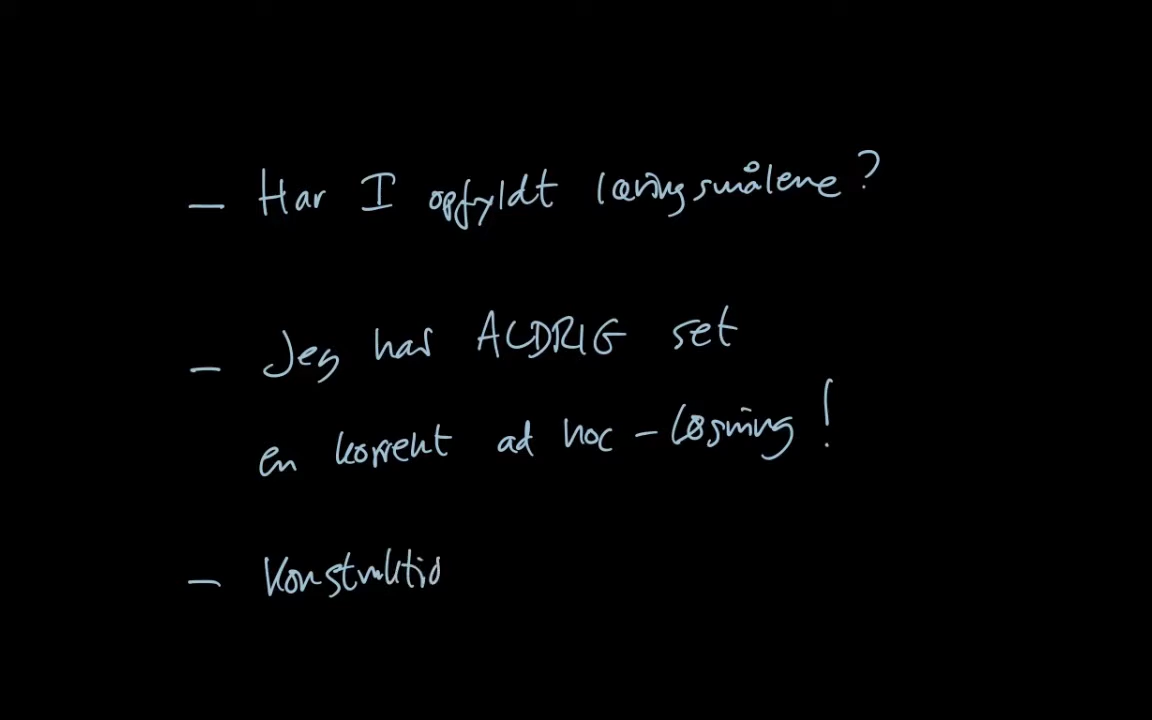 – Har I opfyldt læringsmålene?
– Jeg har ALDRIG set
en korrekt ad hoc-løsning!
– Konstruktio